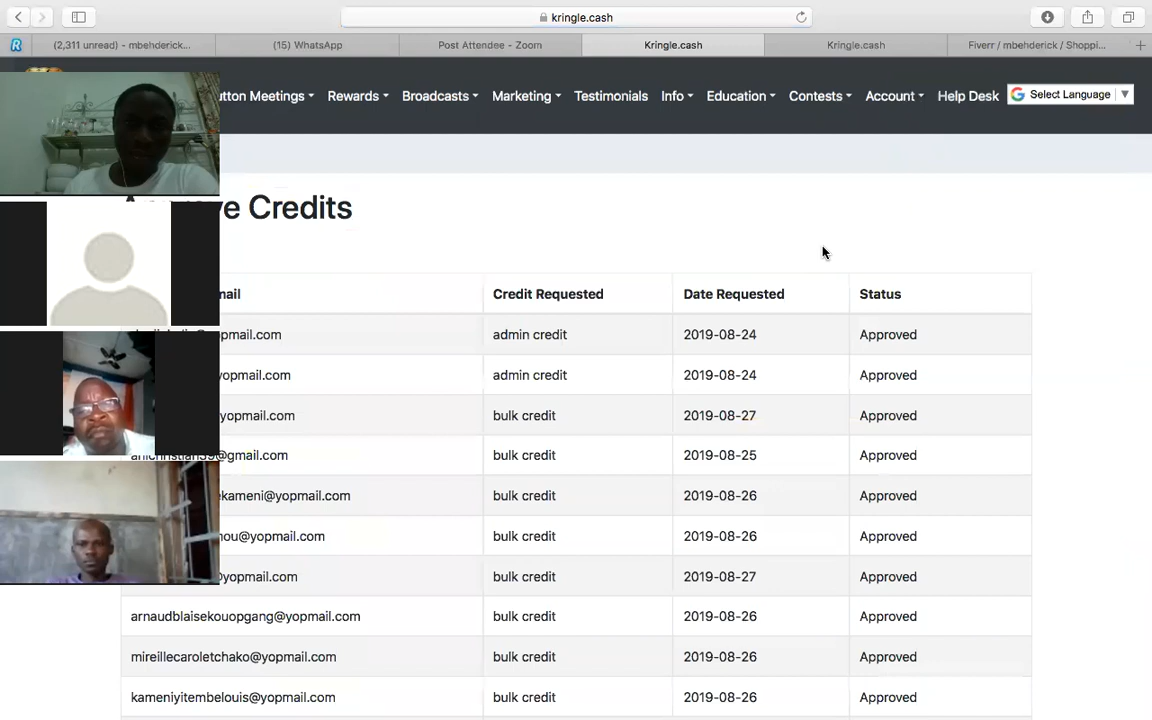 kringle.cash
(2,311 unread) - mbehderick...
(15) WhatsApp
Post Attendee - Zoom
Kringle.cash
Kringle.cash
Fiverr / mbehderick / Shoppi...
utton Meetings
Rewards
Broadcasts
Marketing
Testimonials
Info
Education
Contests
Account
Help Desk
Select Language
Credits
mail
Credit Requested
Date Requested
Status
opmail.com
admin credit
2019-08-24
Approved
yopmail.com
admin credit
2019-08-24
Approved
yopmail.com
bulk credit
2019-08-27
Approved
anichristian39@gmail.com
bulk credit
2019-08-25
Approved
ekameni@yopmail.com
bulk credit
2019-08-26
Approved
ou@yopmail.com
bulk credit
2019-08-26
Approved
@yopmail.com
bulk credit
2019-08-27
Approved
arnaudblaisekouopgang@yopmail.com
bulk credit
2019-08-26
Approved
mireillecaroletchako@yopmail.com
bulk credit
2019-08-26
Approved
kameniyitembelouis@yopmail.com
bulk credit
2019-08-26
Approved